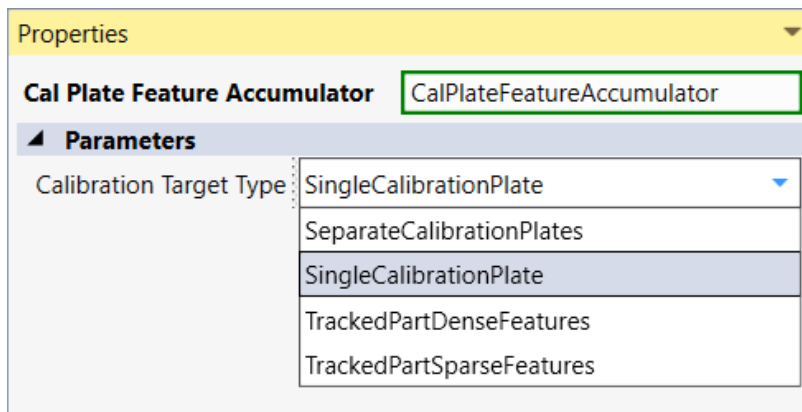 Properties
Cal Plate Feature Accumulator CalPlateFeatureAccumulator
Parameters
Calibration Target Type SingleCalibrationPlate
SeparateCalibrationPlates
SingleCalibrationPlate
TrackedPartDenseFeatures
TrackedPartSparseFeatures